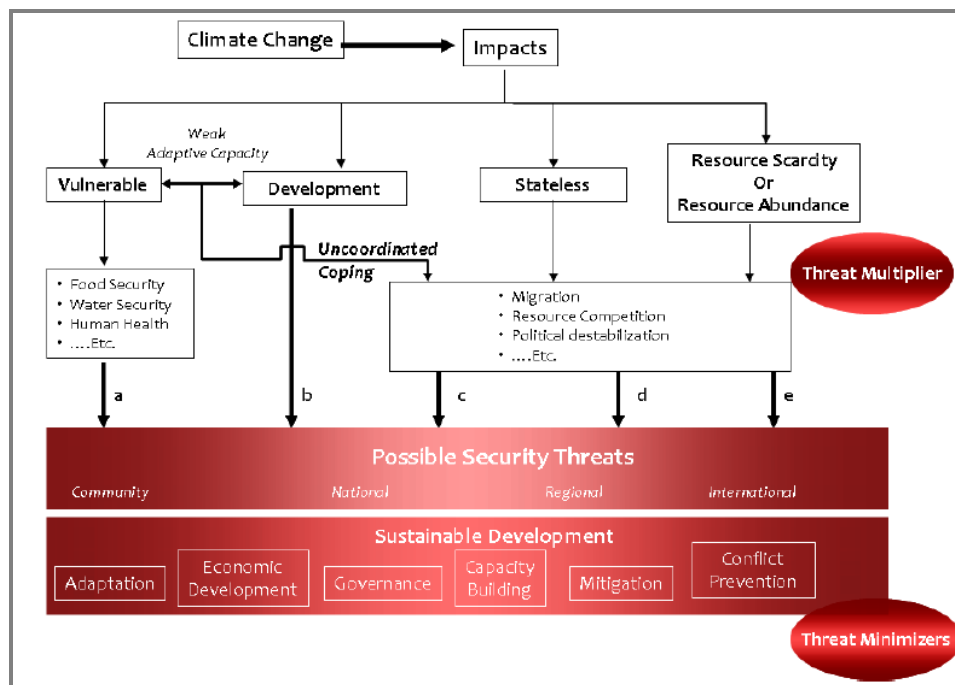 Climate Change
Impacts
Weak
Adaptive Capacity
Vulnerable
Development
Stateless
Resource Scarcity
Or
Resource Abundance
Uncoordinated
Coping
Threat Multiplier
• Food Security
• Water Security
• Human Health
• ....Etc.
• Migration
• Resource Competition
• Political destabilization
• ....Etc.
a
b
c
d
e
Possible Security Threats
Community
National
Regional
International
Sustainable Development
Adaptation
Economic
Development
Governance
Capacity
Building
Mitigation
Conflict
Prevention
Threat Minimizers